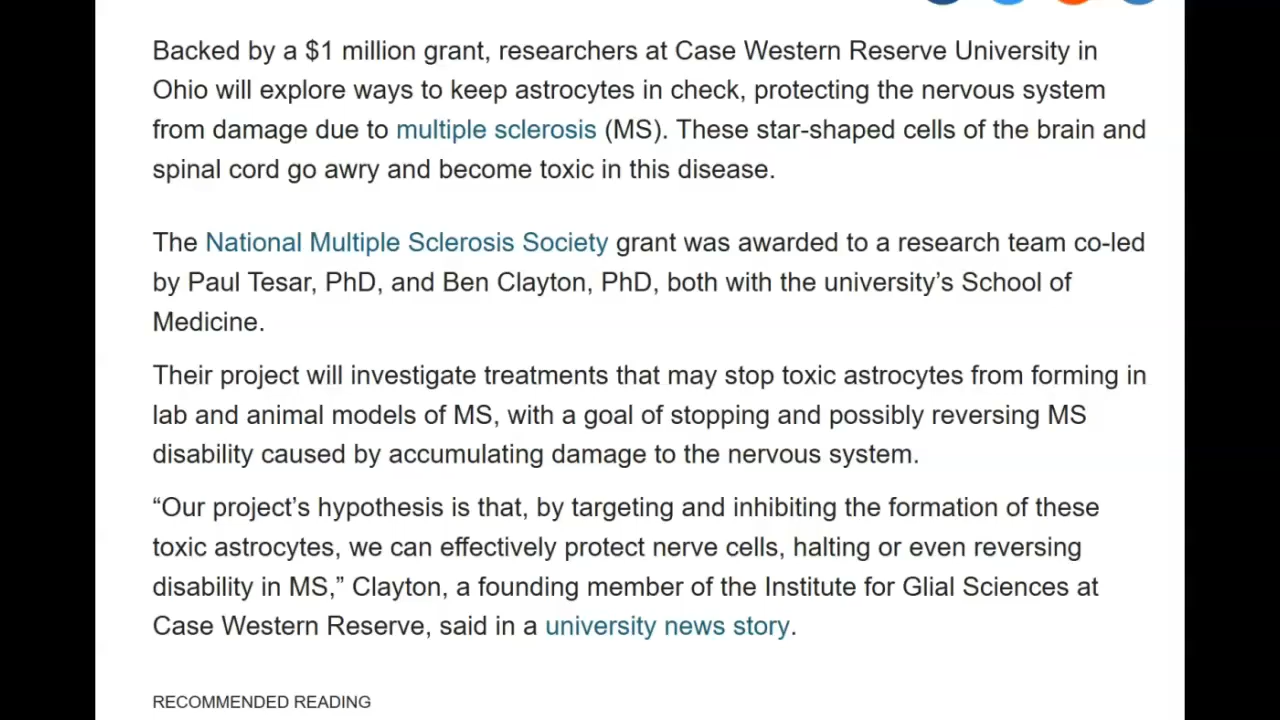 Backed by a $1 million grant, researchers at Case Western Reserve University in
Ohio will explore ways to keep astrocytes in check, protecting the nervous system
from damage due to multiple sclerosis (MS). These star-shaped cells of the brain and
spinal cord go awry and become toxic in this disease.
The National Multiple Sclerosis Society grant was awarded to a research team co-led
by Paul Tesar, PhD, and Ben Clayton, PhD, both with the university’s School of
Medicine.
Their project will investigate treatments that may stop toxic astrocytes from forming in
lab and animal models of MS, with a goal of stopping and possibly reversing MS
disability caused by accumulating damage to the nervous system.
“Our project’s hypothesis is that, by targeting and inhibiting the formation of these
toxic astrocytes, we can effectively protect nerve cells, halting or even reversing
disability in MS,” Clayton, a founding member of the Institute for Glial Sciences at
Case Western Reserve, said in a university news story.
RECOMMENDED READING